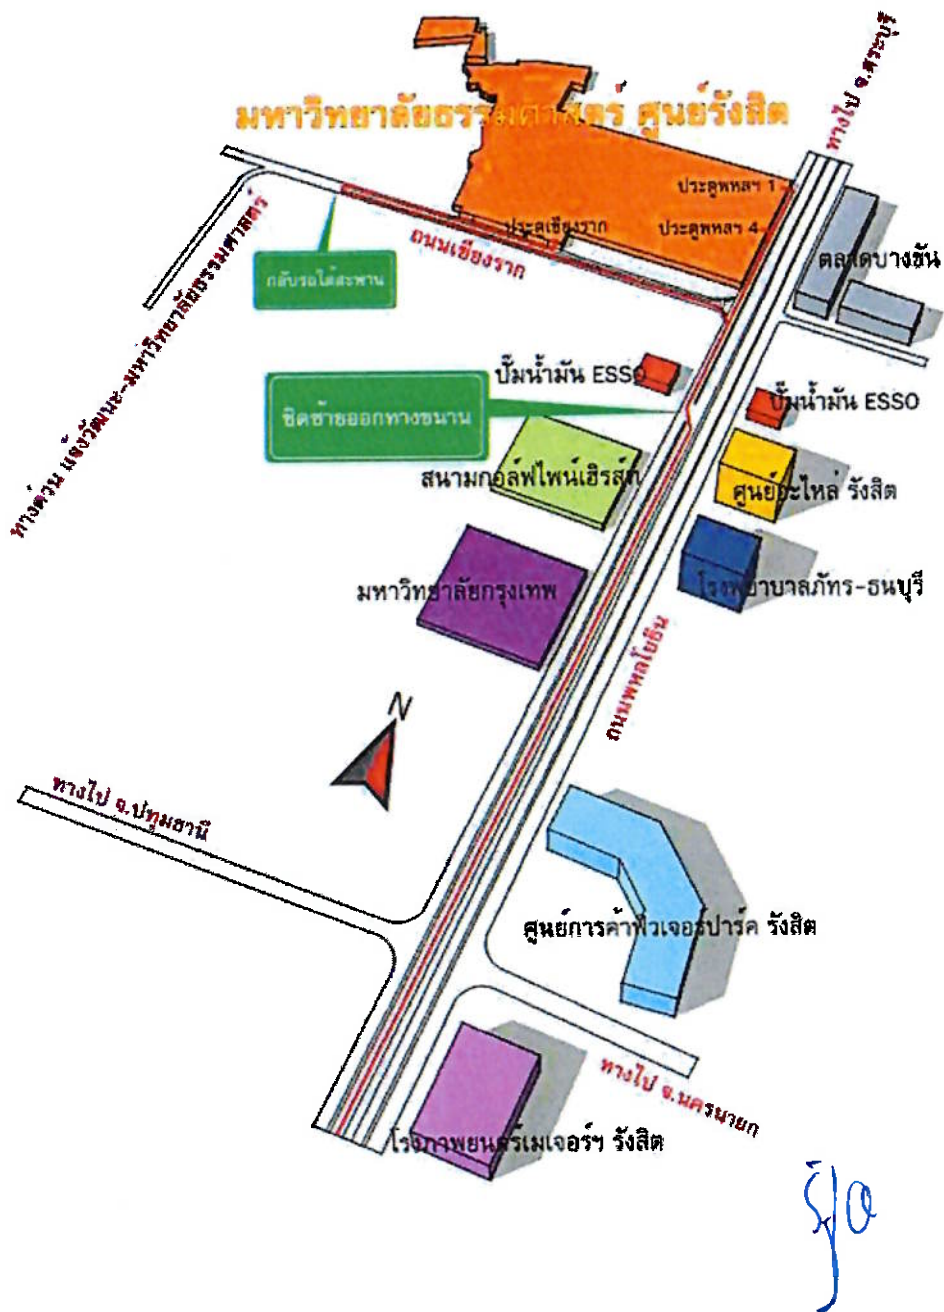 ทางไป จ.สระบุรี
มหาวิทยาลัยธรรมศาสตร์ ศูนย์รังสิต
ประตูพหลฯ 1
ประตูเชียงราก
ประตูพหลฯ 4
ถนนเชียงราก
ตลาดบางขัน
กลับรถใต้สะพาน
ทางด่วน แจ้งวัฒนะ-มหาวิทยาลัยธรรมศาสตร์
ปั๊มน้ำมัน ESSO
ปั๊มน้ำมัน ESSO
ชิดซ้ายออกทางขนาน
สนามกอล์ฟไพน์เฮิรสท์
ศูนย์อะไหล่ รังสิต
มหาวิทยาลัยกรุงเทพ
โรงพยาบาลภัทร-ธนบุรี
ถนนพหลโยธิน
N
ทางไป จ.ปทุมธานี
ศูนย์การค้าฟิวเจอร์ปาร์ค รังสิต
ทางไป จ.นครนายก
โรงภาพยนตร์เมเจอร์ฯ รังสิต